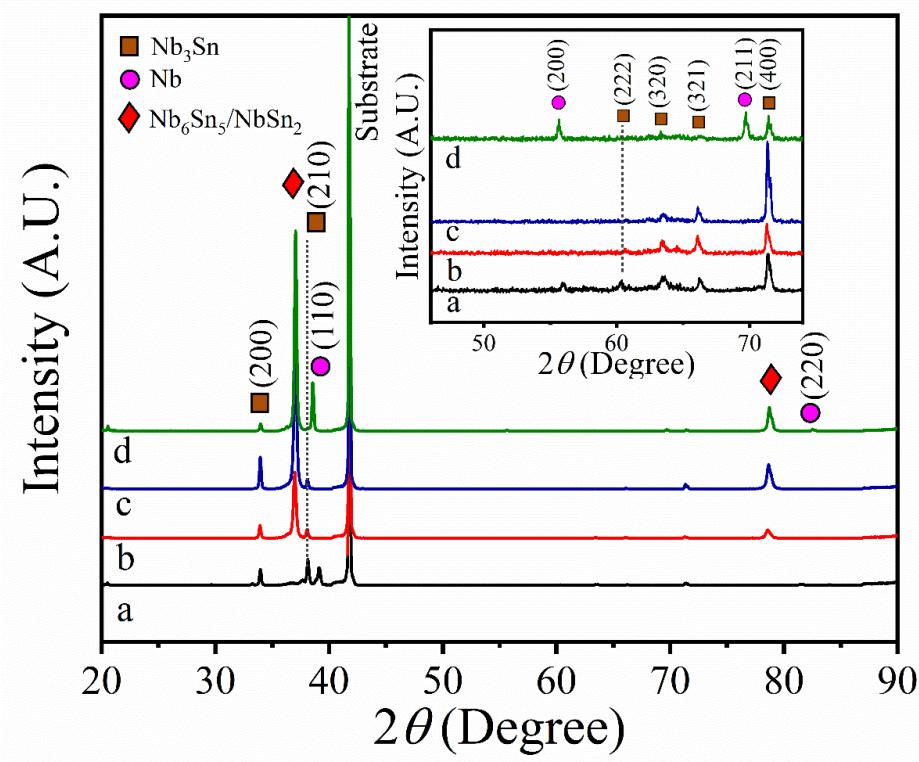 Nb₃Sn
Nb
Nb₆Sn₅/NbSn₂
Substrate
(200)
(210)
(110)
(220)
d
c
b
a
Intensity (A.U.)
20 30 40 50 60 70 80 90
2θ (Degree)
(200)
(222)
(320)
(321)
(211)
(400)
d
c
b
a
Intensity (A.U.)
50 60 70
2θ (Degree)